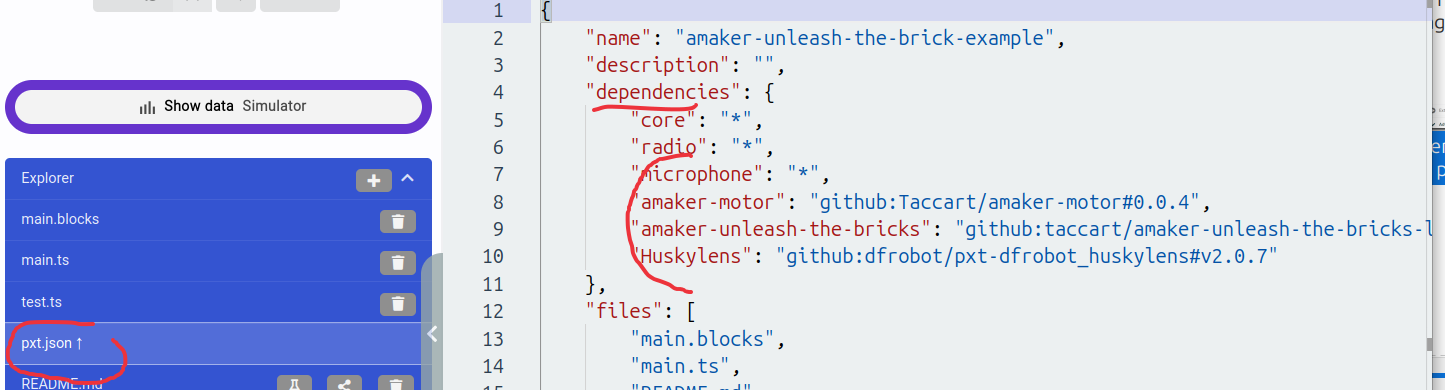 Show data Simulator
Explorer
main.blocks
main.ts
test.ts
pxt.json ↑
README.md
1 {
2 "name": "amaker-unleash-the-brick-example",
3 "description": "",
4 "dependencies": {
5 "core": "*",
6 "radio": "*",
7 "microphone": "*",
8 "amaker-motor": "github:Taccart/amaker-motor#0.0.4",
9 "amaker-unleash-the-bricks": "github:taccart/amaker-unleash-the-bricks-l
10 "Huskylens": "github:dfrobot/pxt-dfrobot_huskylens#v2.0.7"
11 },
12 "files": [
13 "main.blocks",
14 "main.ts",
15 "README.md"